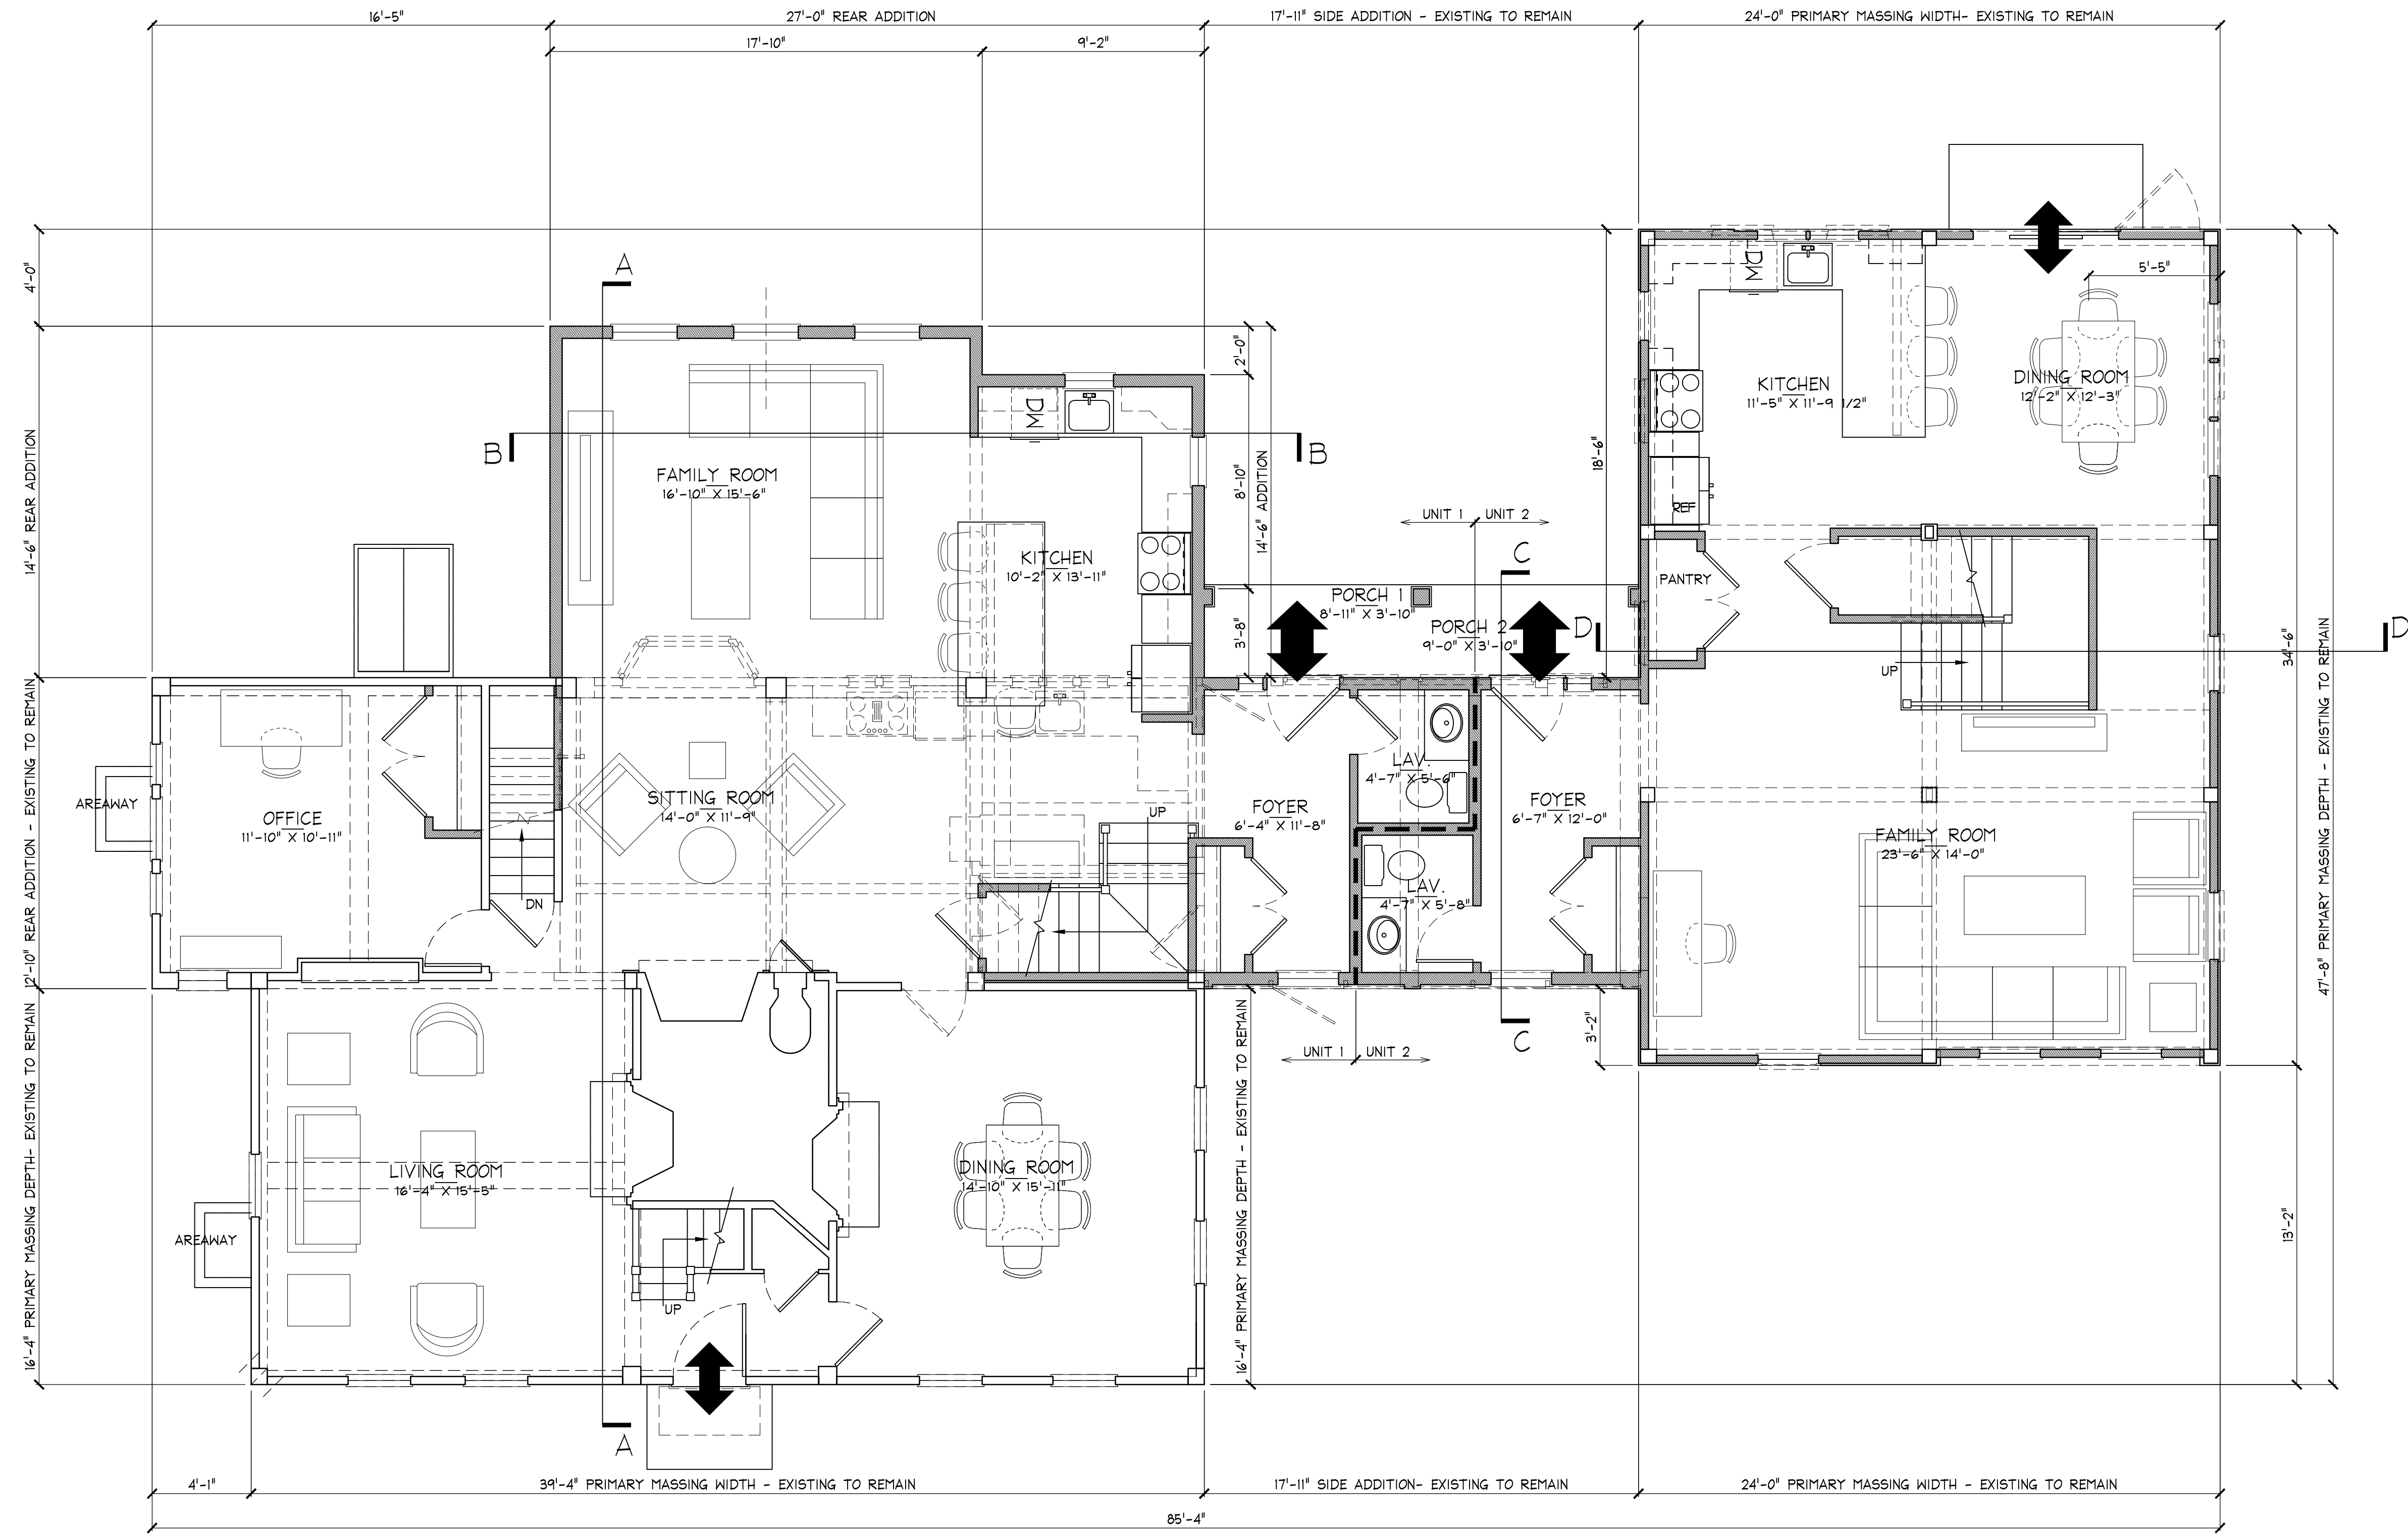 16'-5"
27'-0" REAR ADDITION
17'-11" SIDE ADDITION - EXISTING TO REMAIN
24'-0" PRIMARY MASSING WIDTH- EXISTING TO REMAIN
17'-10"
9'-2"
4'-0"
14'-6" REAR ADDITION
12'-10" REAR ADDITION - EXISTING TO REMAIN
16'-4" PRIMARY MASSING DEPTH- EXISTING TO REMAIN
A
B
B
FAMILY ROOM
16'-10" X 15'-6"
DW
KITCHEN
10'-2" X 13'-11"
2'-0"
8'-10"
14'-6" ADDITION
3'-8"
18'-6"
UNIT 1
UNIT 2
C
PORCH 1
8'-11" X 3'-10"
PORCH 2
9'-0" X 3'-10"
D
D
DW
KITCHEN
11'-5" X 11'-9 1/2"
REF
PANTRY
5'-5"
DINING ROOM
12'-2" X 12'-3"
UP
34'-6"
47'-8" PRIMARY MASSING DEPTH - EXISTING TO REMAIN
AREAWAY
OFFICE
11'-10" X 10'-11"
DN
SITTING ROOM
14'-0" X 11'-9"
UP
FOYER
6'-4" X 11'-8"
LAV.
4'-7" X 5'-6"
LAV.
4'-7" X 5'-8"
FOYER
6'-7" X 12'-0"
FAMILY ROOM
23'-6" X 14'-0"
3'-2"
C
UNIT 1
UNIT 2
16'-4" PRIMARY MASSING DEPTH - EXISTING TO REMAIN
AREAWAY
LIVING ROOM
16'-4" X 15'-5"
DINING ROOM
14'-10" X 15'-11"
UP
13'-2"
A
4'-1"
39'-4" PRIMARY MASSING WIDTH - EXISTING TO REMAIN
17'-11" SIDE ADDITION- EXISTING TO REMAIN
24'-0" PRIMARY MASSING WIDTH - EXISTING TO REMAIN
85'-4"